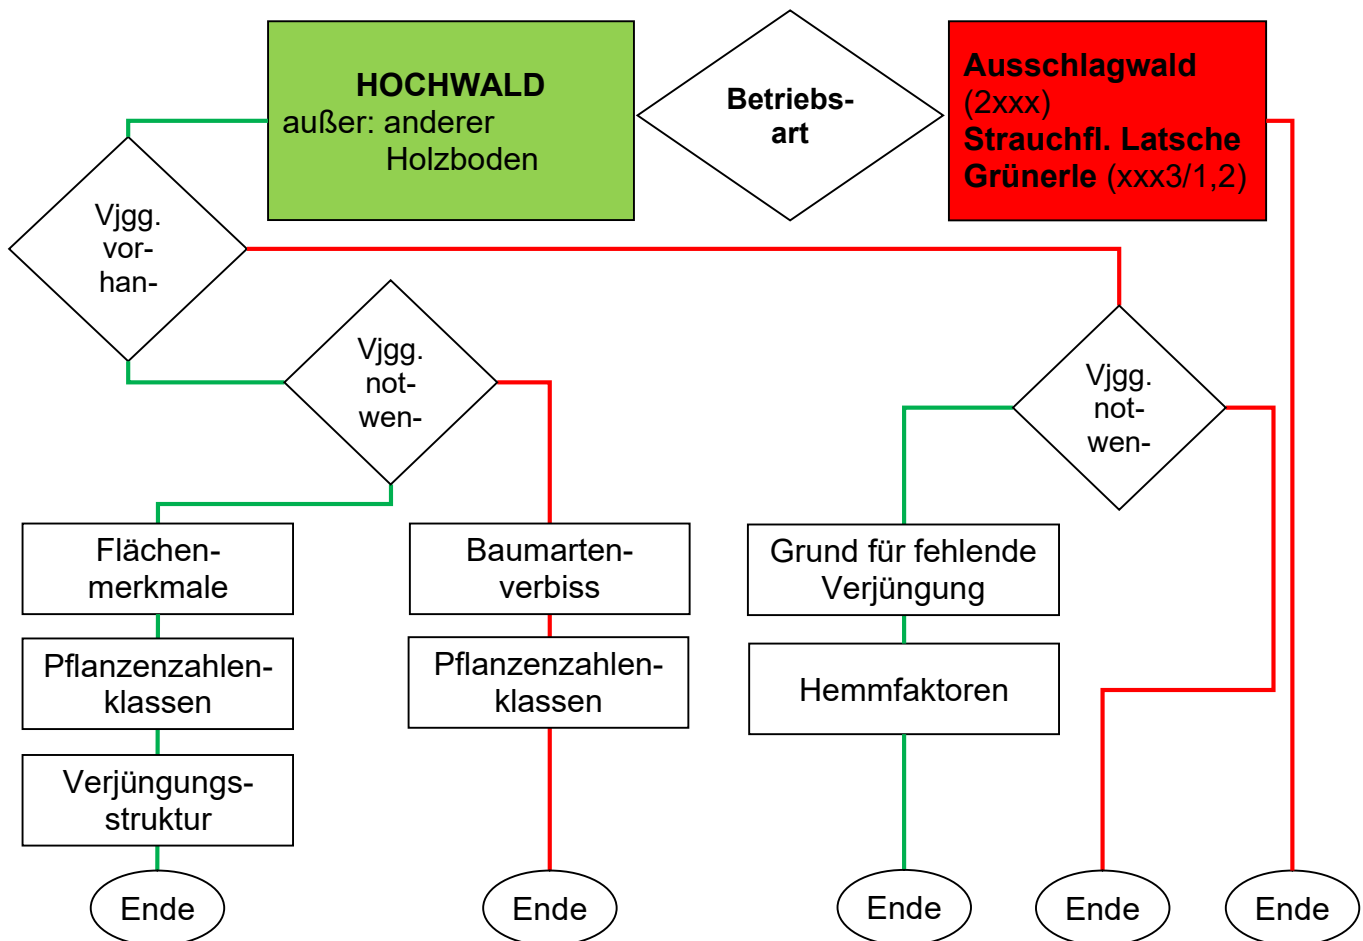 HOCHWALD
außer: anderer
Holzboden
Betriebs-
art
Ausschlagwald
(2xxx)
Strauchfl. Latsche
Grünerle (xxx3/1,2)
Vjgg.
vor-
han-
Vjgg.
not-
wen-
Vjgg.
not-
wen-
Flächen-
merkmale
Baumarten-
verbiss
Grund für fehlende
Verjüngung
Pflanzenzahlen-
klassen
Pflanzenzahlen-
klassen
Hemmfaktoren
Verjüngungs-
struktur
Ende
Ende
Ende
Ende
Ende